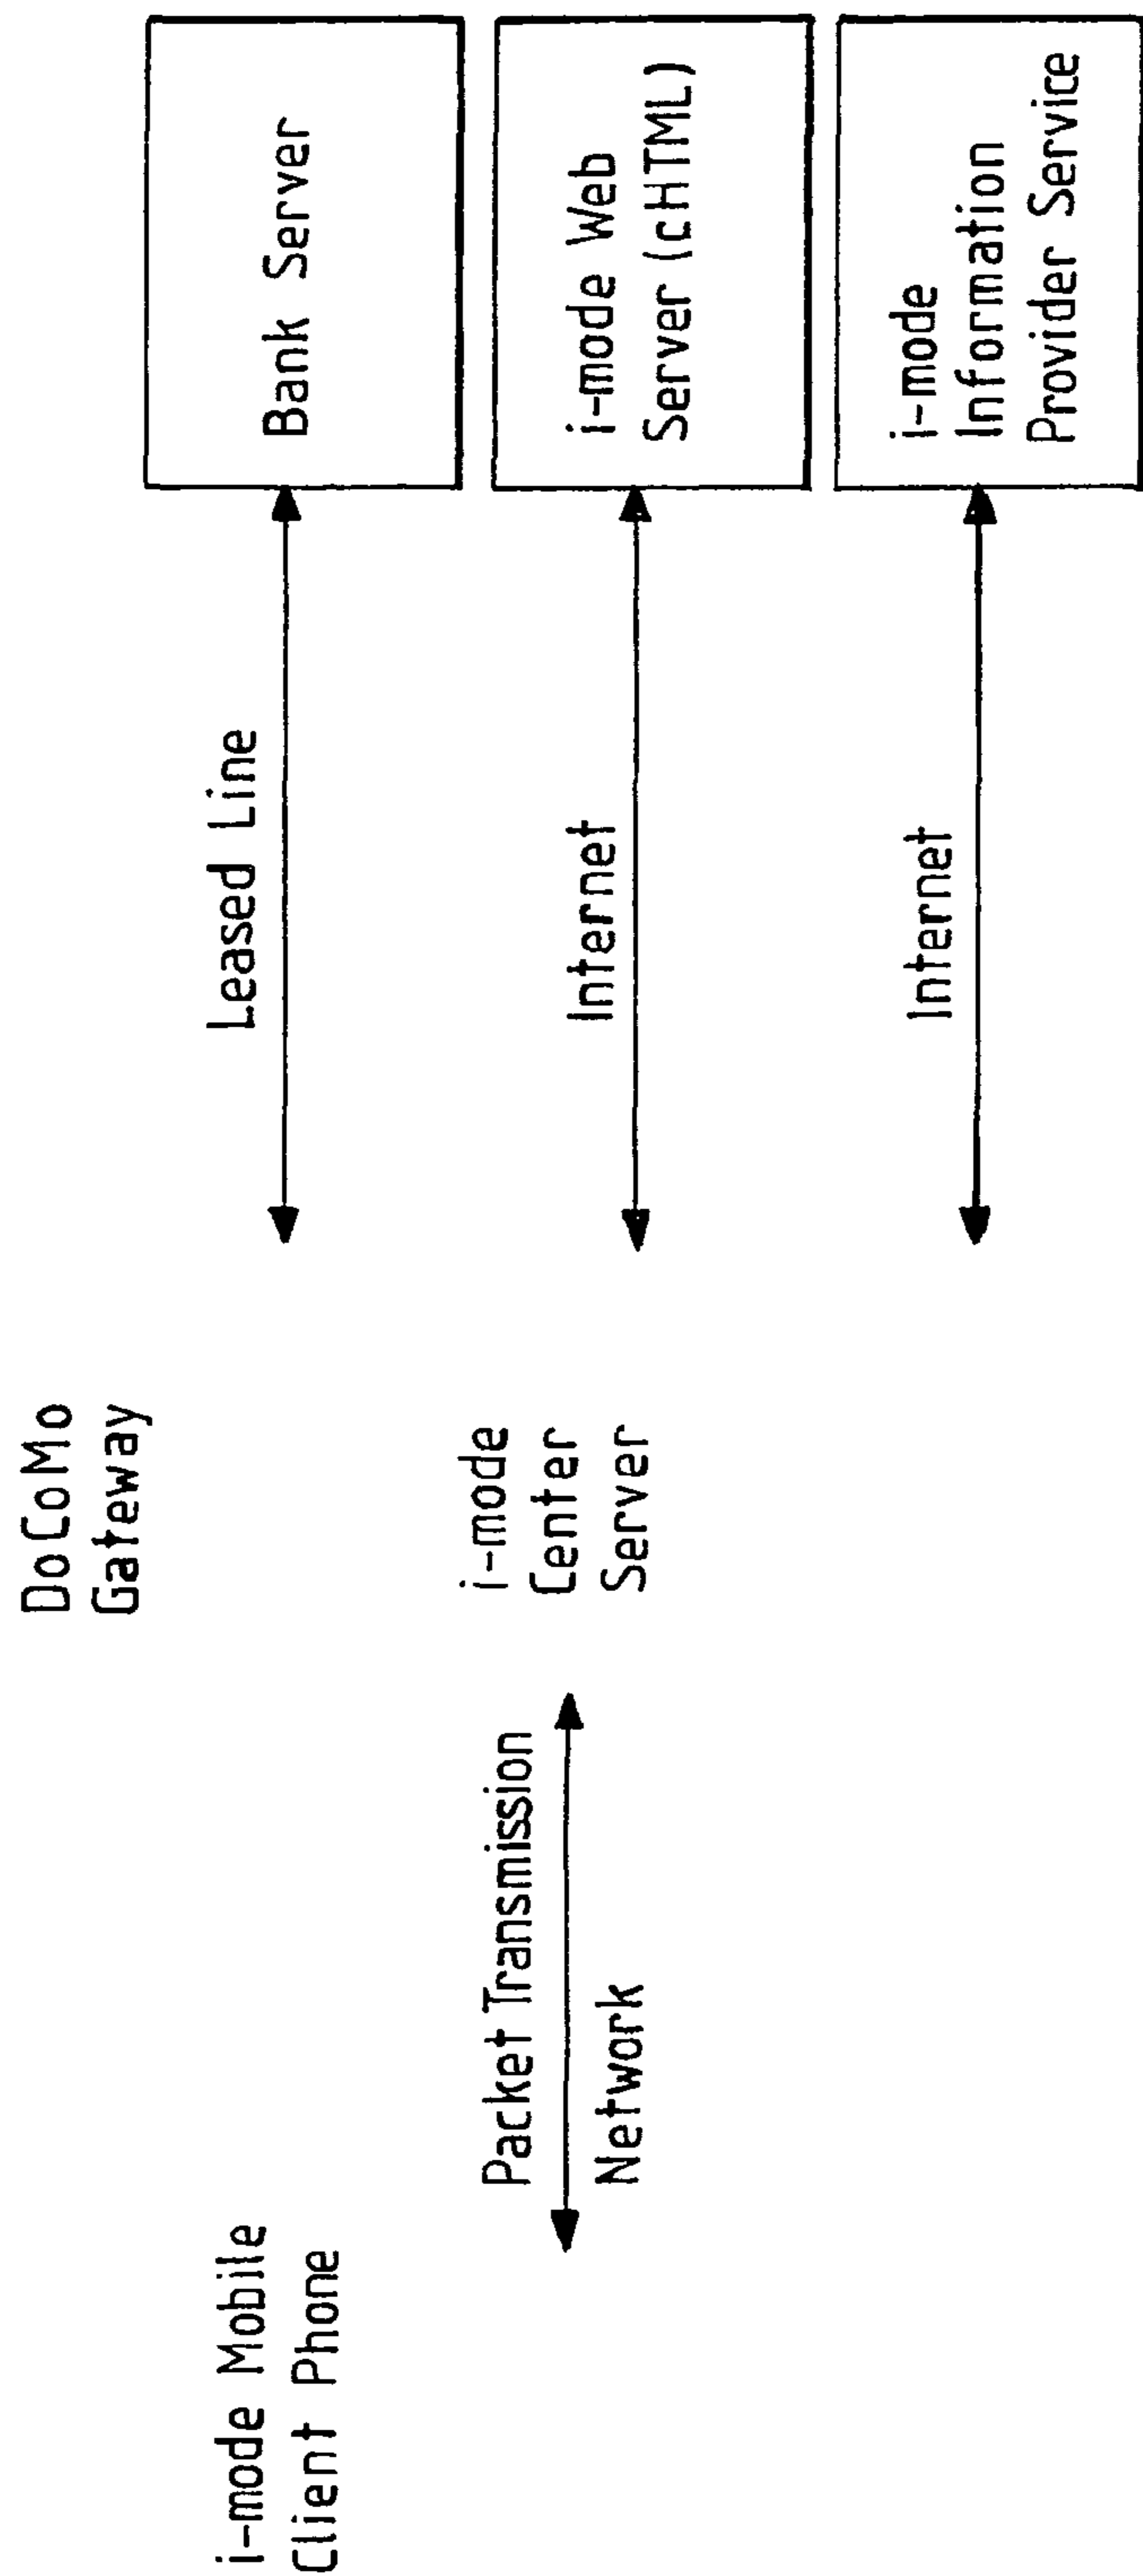 i-mode Mobile
Client Phone
Packet Transmission
Network
DoCoMo
Gateway
i-mode
Center
Server
Leased Line
Internet
Internet
Bank Server
i-mode Web
Server (cHTML)
i-mode
Information
Provider Service